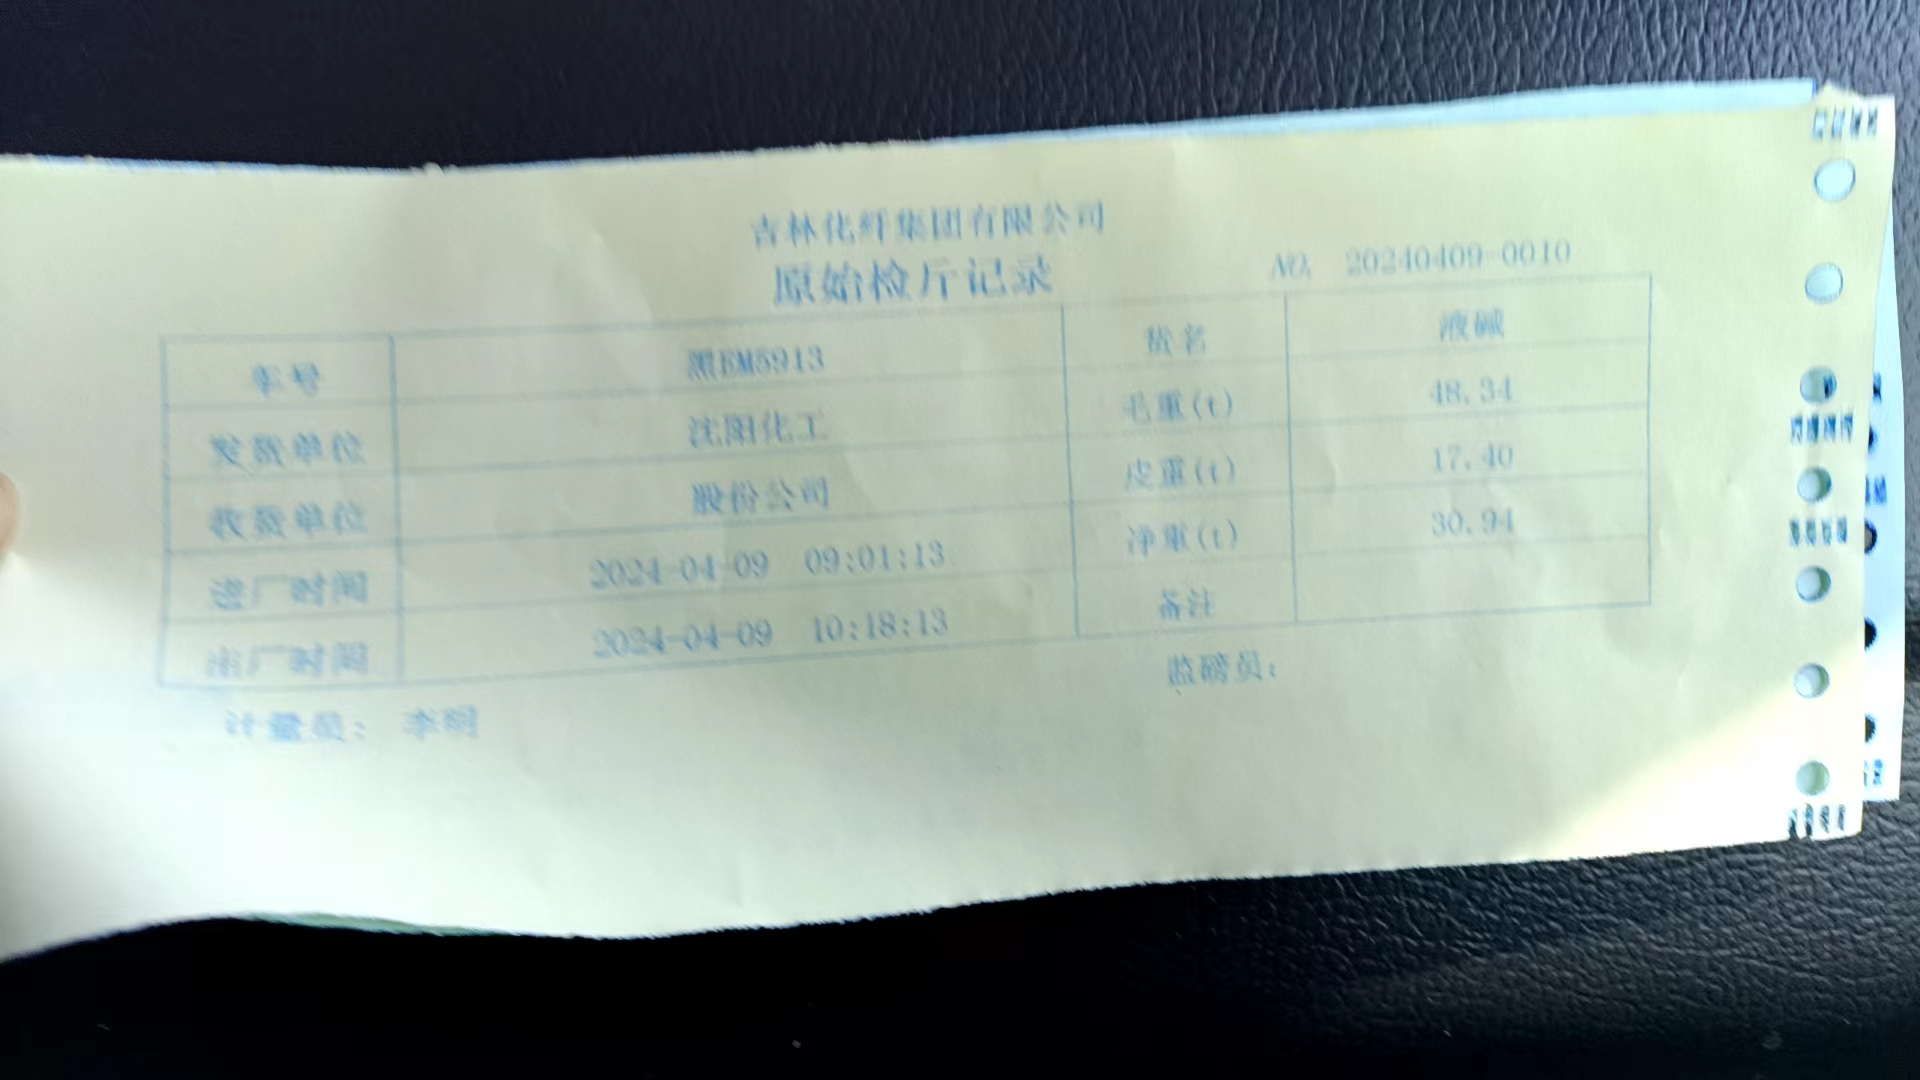 吉林化纤集团有限公司
原始检斤记录
NO. 20240409-0010
车号 黑EM5913 货名 液碱
发货单位 沈阳化工 毛重(t) 48.34
收货单位 股份公司 皮重(t) 17.40
进厂时间 2024-04-09 09:01:13 净重(t) 30.94
出厂时间 2024-04-09 10:18:13 备注
计量员: 李明 监磅员: